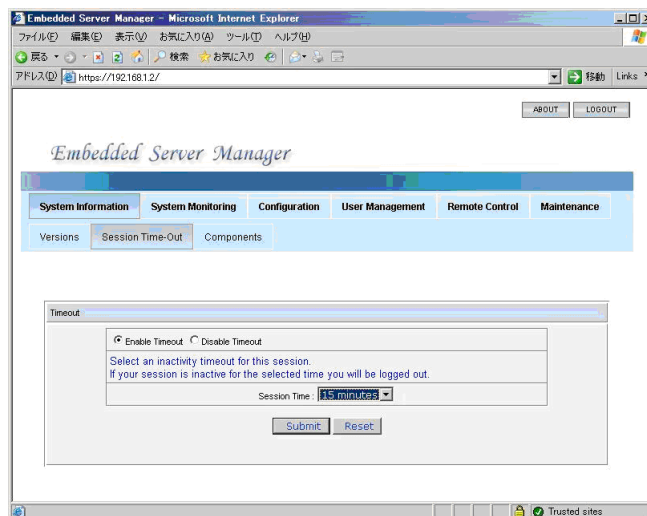 Embedded Server Manager - Microsoft Internet Explorer
ファイル(F) 編集(E) 表示(V) お気に入り(A) ツール(T) ヘルプ(H)
戻る 検索 お気に入り
アドレス(D) https://192.168.1.2/ 移動 Links »
ABOUT LOGOUT
Embedded Server Manager
System Information System Monitoring Configuration User Management Remote Control Maintenance
Versions Session Time-Out Components
Timeout
Enable Timeout Disable Timeout
Select an inactivity timeout for this session.
If your session is inactive for the selected time you will be logged out.
Session Time : 15 minutes
Submit Reset
Trusted sites